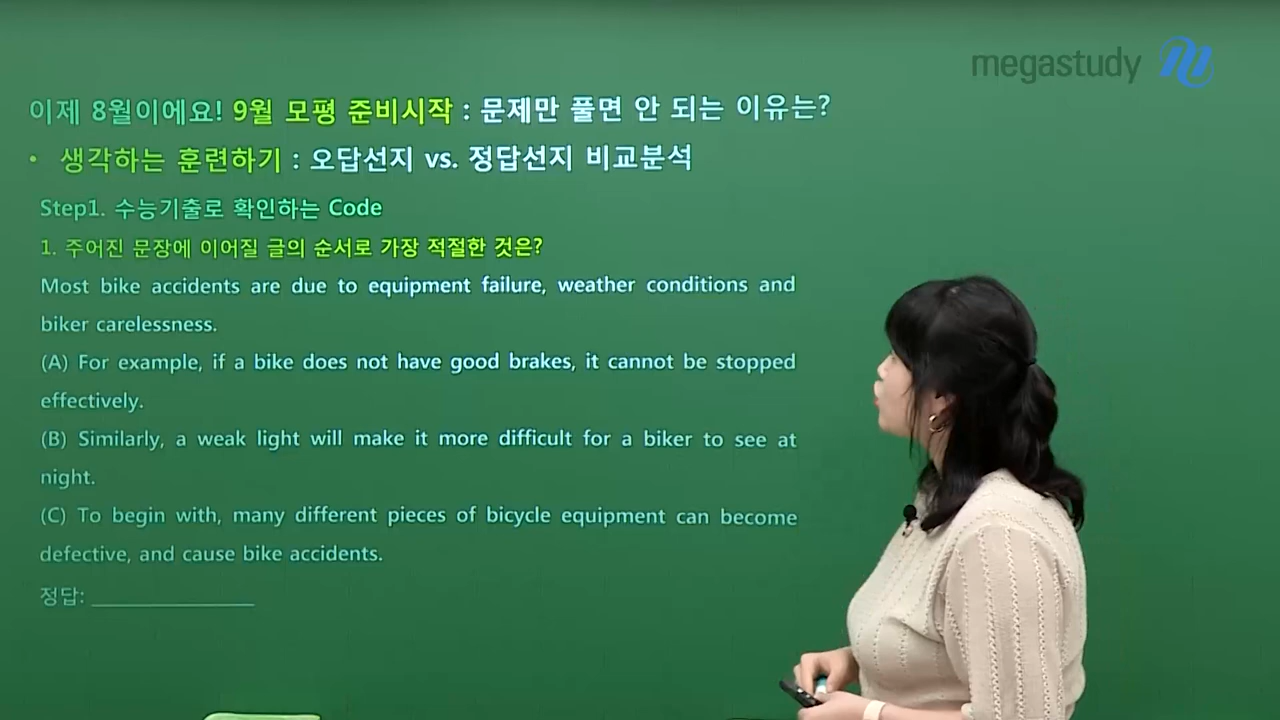 megastudy
이제 8월이에요! 9월 모평 준비시작 : 문제만 풀면 안 되는 이유는?
• 생각하는 훈련하기 : 오답선지 vs. 정답선지 비교분석
Step1. 수능기출로 확인하는 Code
1. 주어진 문장에 이어질 글의 순서로 가장 적절한 것은?
Most bike accidents are due to equipment failure, weather conditions and
biker carelessness.
(A) For example, if a bike does not have good brakes, it cannot be stopped
effectively.
(B) Similarly, a weak light will make it more difficult for a biker to see at
night.
(C) To begin with, many different pieces of bicycle equipment can become
defective, and cause bike accidents.
정답: _______________